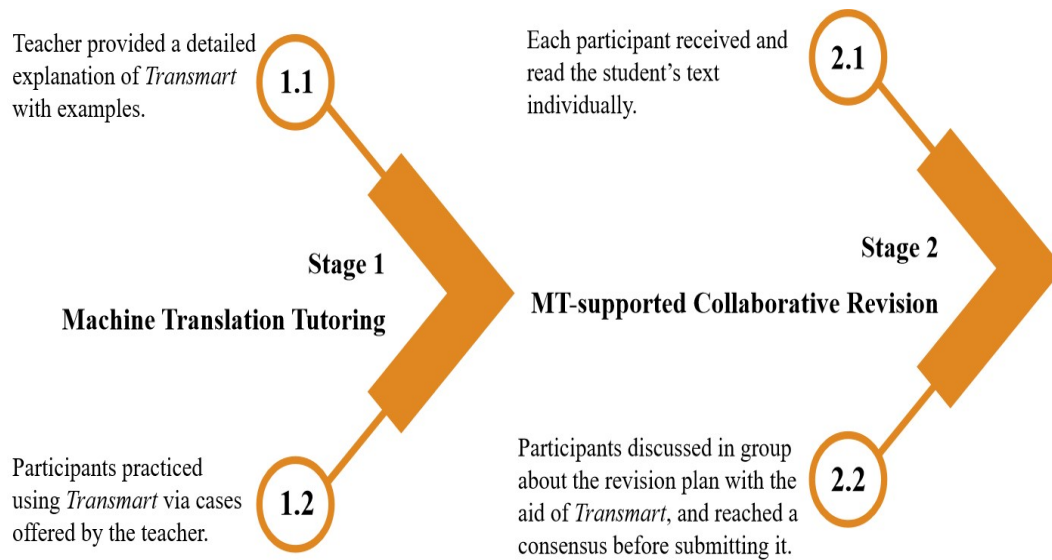 Teacher provided a detailed
explanation of Transmart
with examples.
1.1
Stage 1
Machine Translation Tutoring
Participants practiced
using Transmart via cases
offered by the teacher.
1.2
Each participant received and
read the student's text
individually.
2.1
Stage 2
MT-supported Collaborative Revision
Participants discussed in group
about the revision plan with the
aid of Transmart, and reached a
consensus before submitting it.
2.2